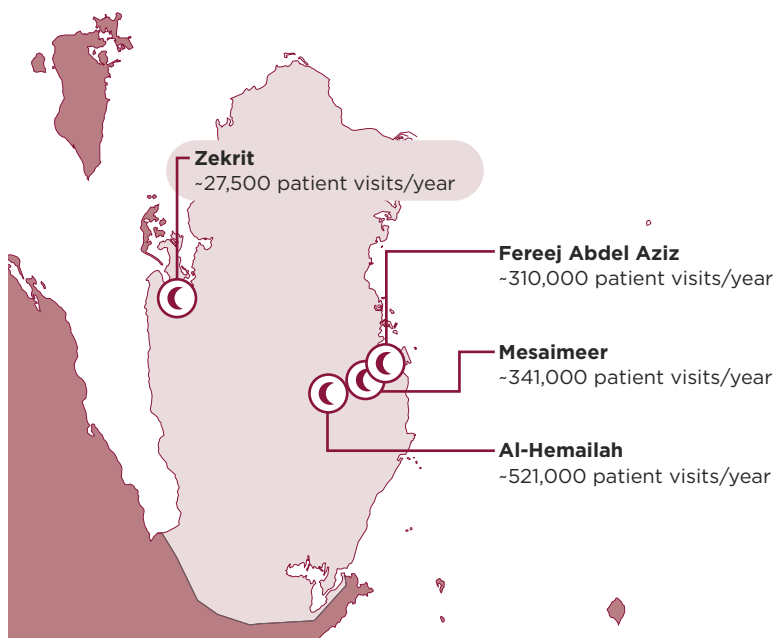 Zekrit
~27,500 patient visits/year
Fereej Abdel Aziz
~310,000 patient visits/year
Mesaimeer
~341,000 patient visits/year
Al-Hemailah
~521,000 patient visits/year